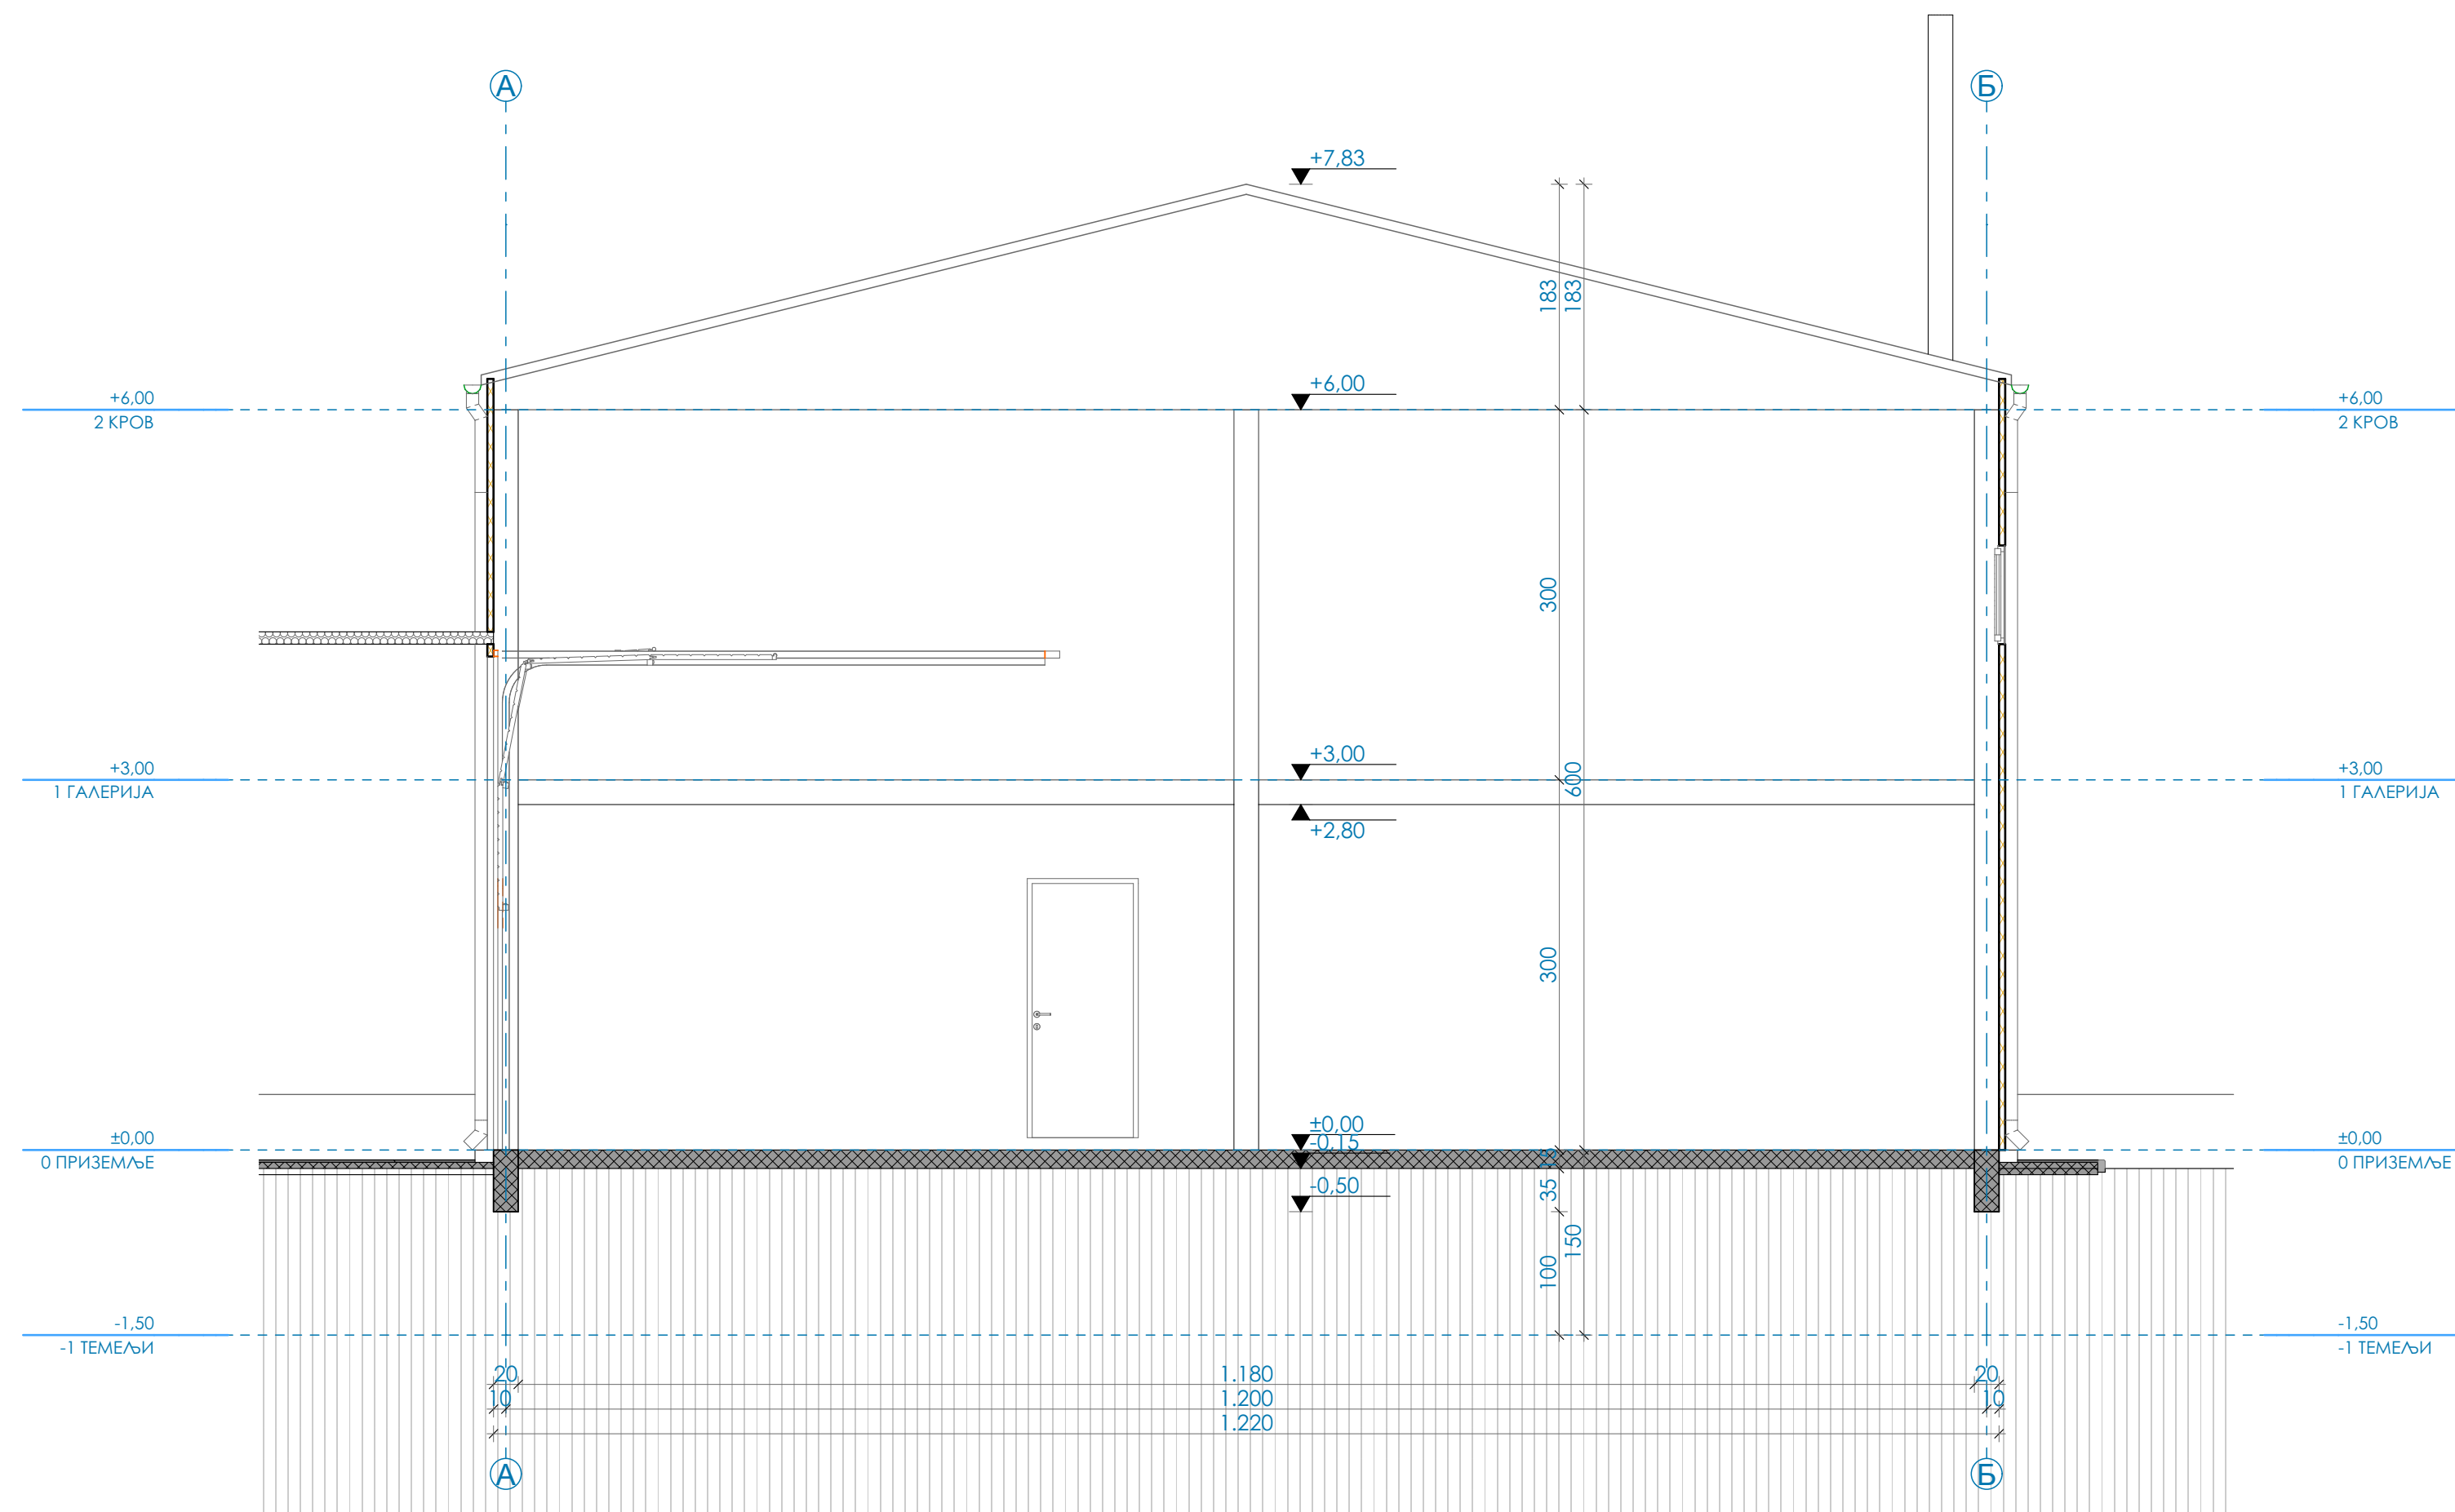 А
Б
+7,83
183
183
+6,00
2 КРОВ
+6,00
+6,00
2 КРОВ
300
+3,00
1 ГАЛЕРИЈА
+3,00
600
+3,00
1 ГАЛЕРИЈА
+2,80
300
±0,00
0 ПРИЗЕМЉЕ
±0,00
-0,15
15
±0,00
0 ПРИЗЕМЉЕ
-0,50
35
150
100
-1,50
-1 ТЕМЕЉИ
-1,50
-1 ТЕМЕЉИ
20
1.180
20
10
1.200
10
1.220
А
Б